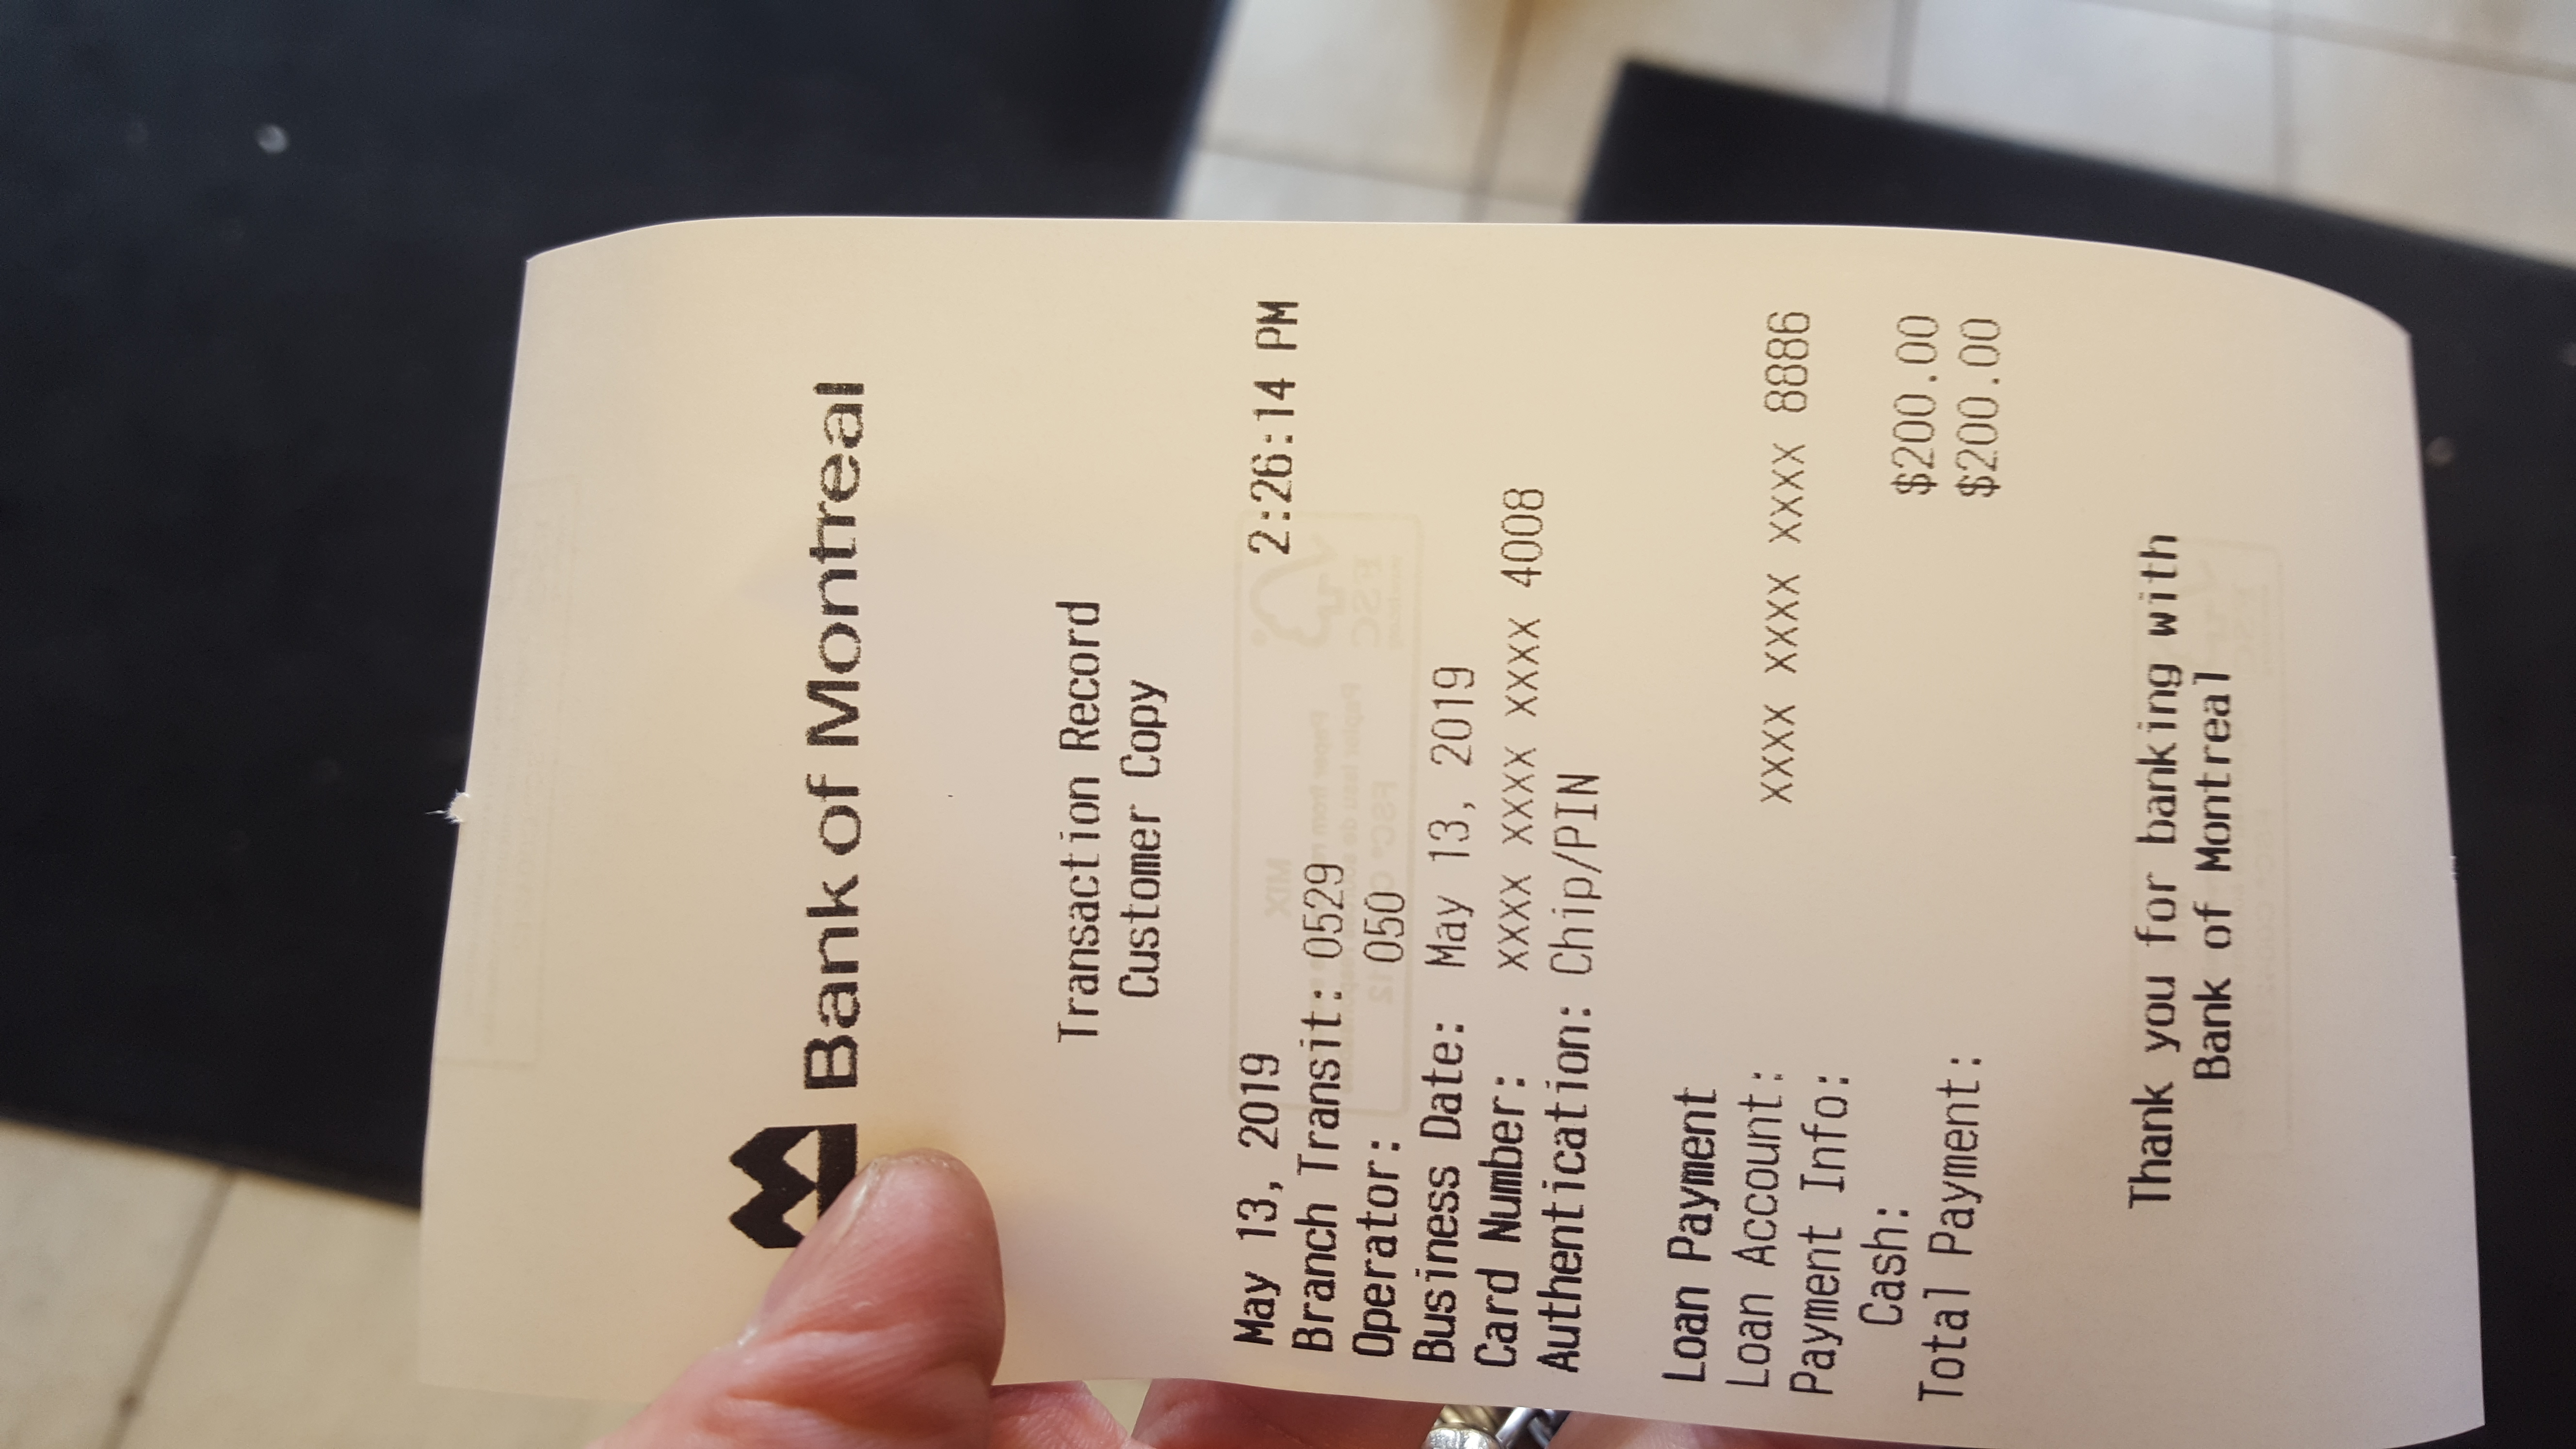 Bank of Montreal
Transaction Record
Customer Copy
May 13, 2019 2:26:14 PM
Branch Transit: 0529
Operator: 050
Business Date: May 13, 2019
Card Number: XXXX XXXX XXXX 4008
Authentication: Chip/PIN
Loan Payment
Loan Account: XXXX XXXX XXXX 8886
Payment Info:
Cash: $200.00
Total Payment: $200.00
Thank you for banking with
Bank of Montreal